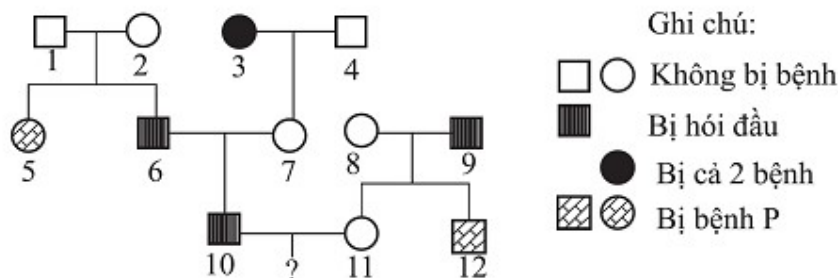 Ghi chú:
1
2
3
4
Không bị bệnh
Bị hói đầu
5
6
7
8
9
Bị cả 2 bệnh
Bị bệnh P
10
?
11
12